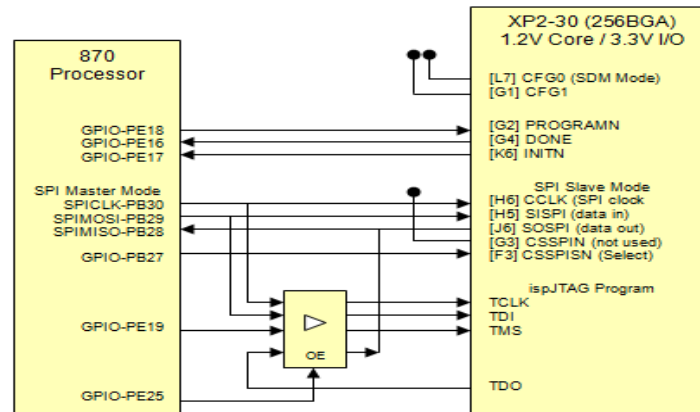 870
Processor
GPIO-PE18
GPIO-PE16
GPIO-PE17
SPI Master Mode
SPICLK-PB30
SPIMOSI-PB29
SPIMISO-PB28
GPIO-PB27
GPIO-PE19
GPIO-PE25
OE
XP2-30 (256BGA)
1.2V Core / 3.3V I/O
[L7] CFG0 (SDM Mode)
[G1] CFG1
[G2] PROGRAMN
[G4] DONE
[K6] INITN
SPI Slave Mode
[H6] CCLK (SPI clock
[H5] SISPI (data in)
[J6] SOSPI (data out)
[G3] CSSPIN (not used)
[F3] CSSPISN (Select)
ispJTAG Program
TCLK
TDI
TMS
TDO